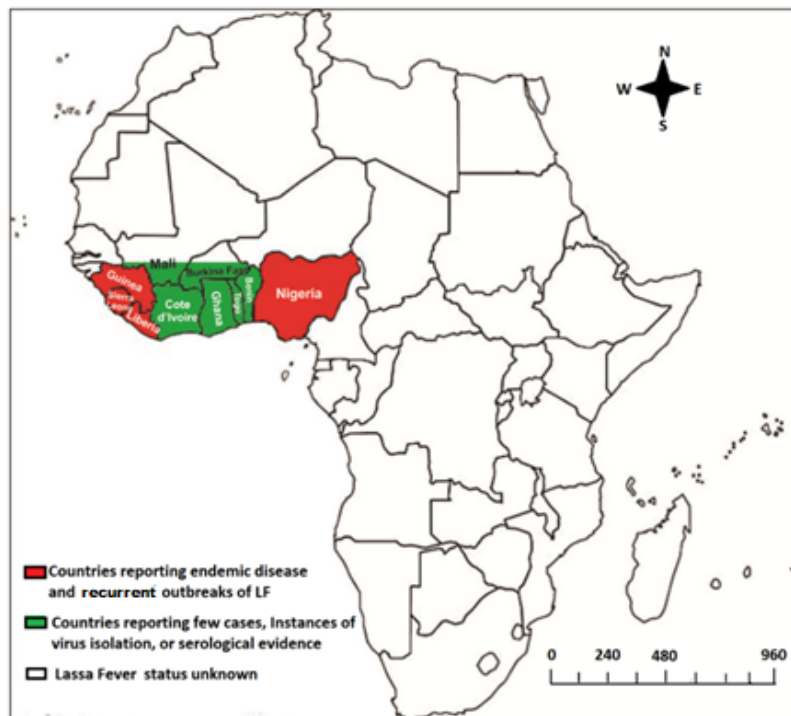 N
W E
S
Mali
Burkina Faso
Guinea
Sierra
Leone
Liberia
Cote
d'Ivoire
Ghana
Togo
Benin
Nigeria
Countries reporting endemic disease
and recurrent outbreaks of LF
Countries reporting few cases, Instances of
virus isolation, or serological evidence
Lassa Fever status unknown
0 240 480 960